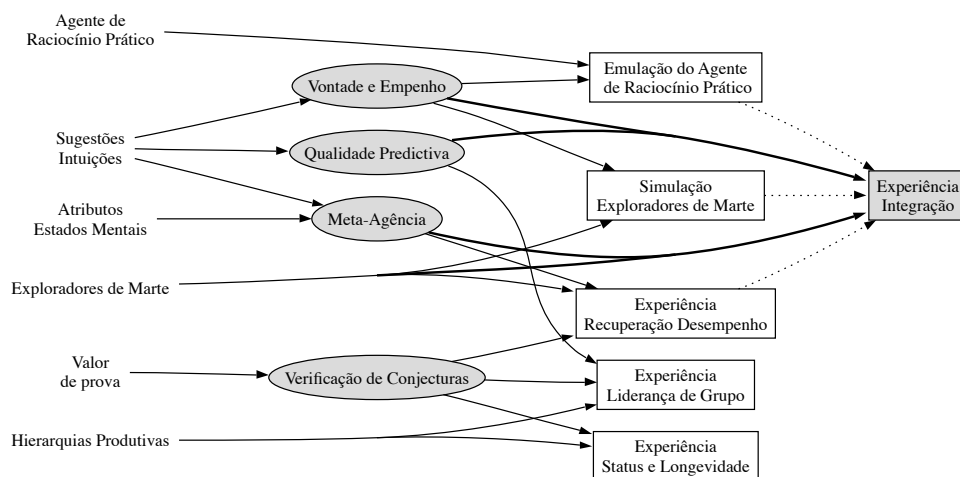 Agente de
Raciocínio Prático
Sugestões
Intuições
Atributos
Estados Mentais
Exploradores de Marte
Valor
de prova
Hierarquias Produtivas
Vontade e Empenho
Qualidade Predictiva
Meta-Agência
Verificação de Conjecturas
Emulação do Agente
de Raciocínio Prático
Simulação
Exploradores de Marte
Experiência
Recuperação Desempenho
Experiência
Liderança de Grupo
Experiência
Status e Longevidade
Experiência
Integração